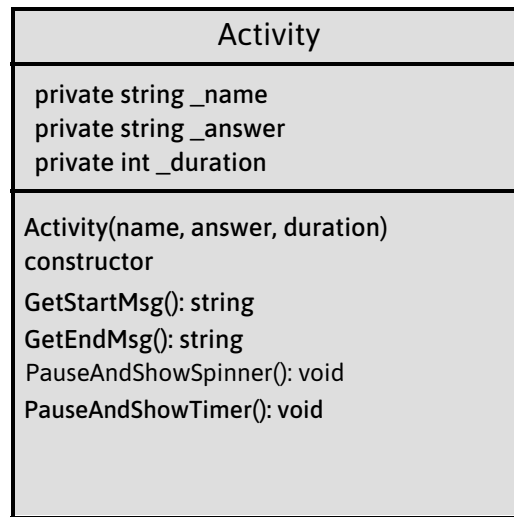 Activity
private string _name
private string _answer
private int _duration
Activity(name, answer, duration)
constructor
GetStartMsg(): string
GetEndMsg(): string
PauseAndShowSpinner(): void
PauseAndShowTimer(): void